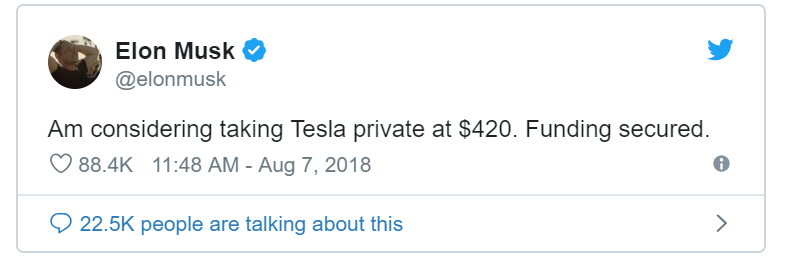 Elon Musk
@elonmusk
Am considering taking Tesla private at $420. Funding secured.
88.4K 11:48 AM - Aug 7, 2018
22.5K people are talking about this